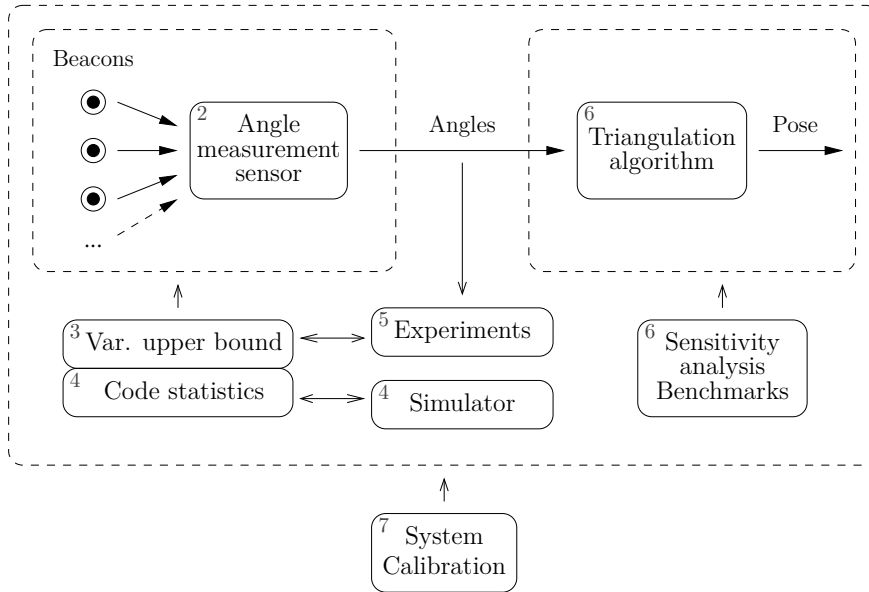 Beacons
...
2
Angle
measurement
sensor
Angles
6
Triangulation
algorithm
Pose
3 Var. upper bound
4 Code statistics
5 Experiments
4 Simulator
6 Sensitivity
analysis
Benchmarks
7 System
Calibration